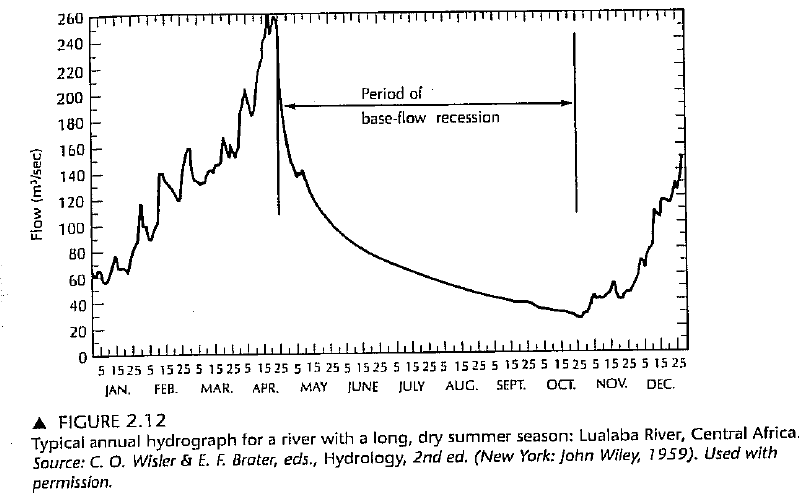 260
240
220
200
180
160
140
120
100
80
60
40
20
0
Flow (m³/sec)
Period of
base-flow recession
5 15 25 5 15 25 5 15 25 5 15 25 5 15 25 5 15 25 5 15 25 5 15 25 5 15 25 5 15 25 5 15 25 5 15 25
JAN. FEB. MAR. APR. MAY JUNE JULY AUG. SEPT. OCT. NOV. DEC.
▲ FIGURE 2.12
Typical annual hydrograph for a river with a long, dry summer season: Lualaba River, Central Africa.
Source: C. O. Wisler & E. F. Brater, eds., Hydrology, 2nd ed. (New York: John Wiley, 1959). Used with
permission.